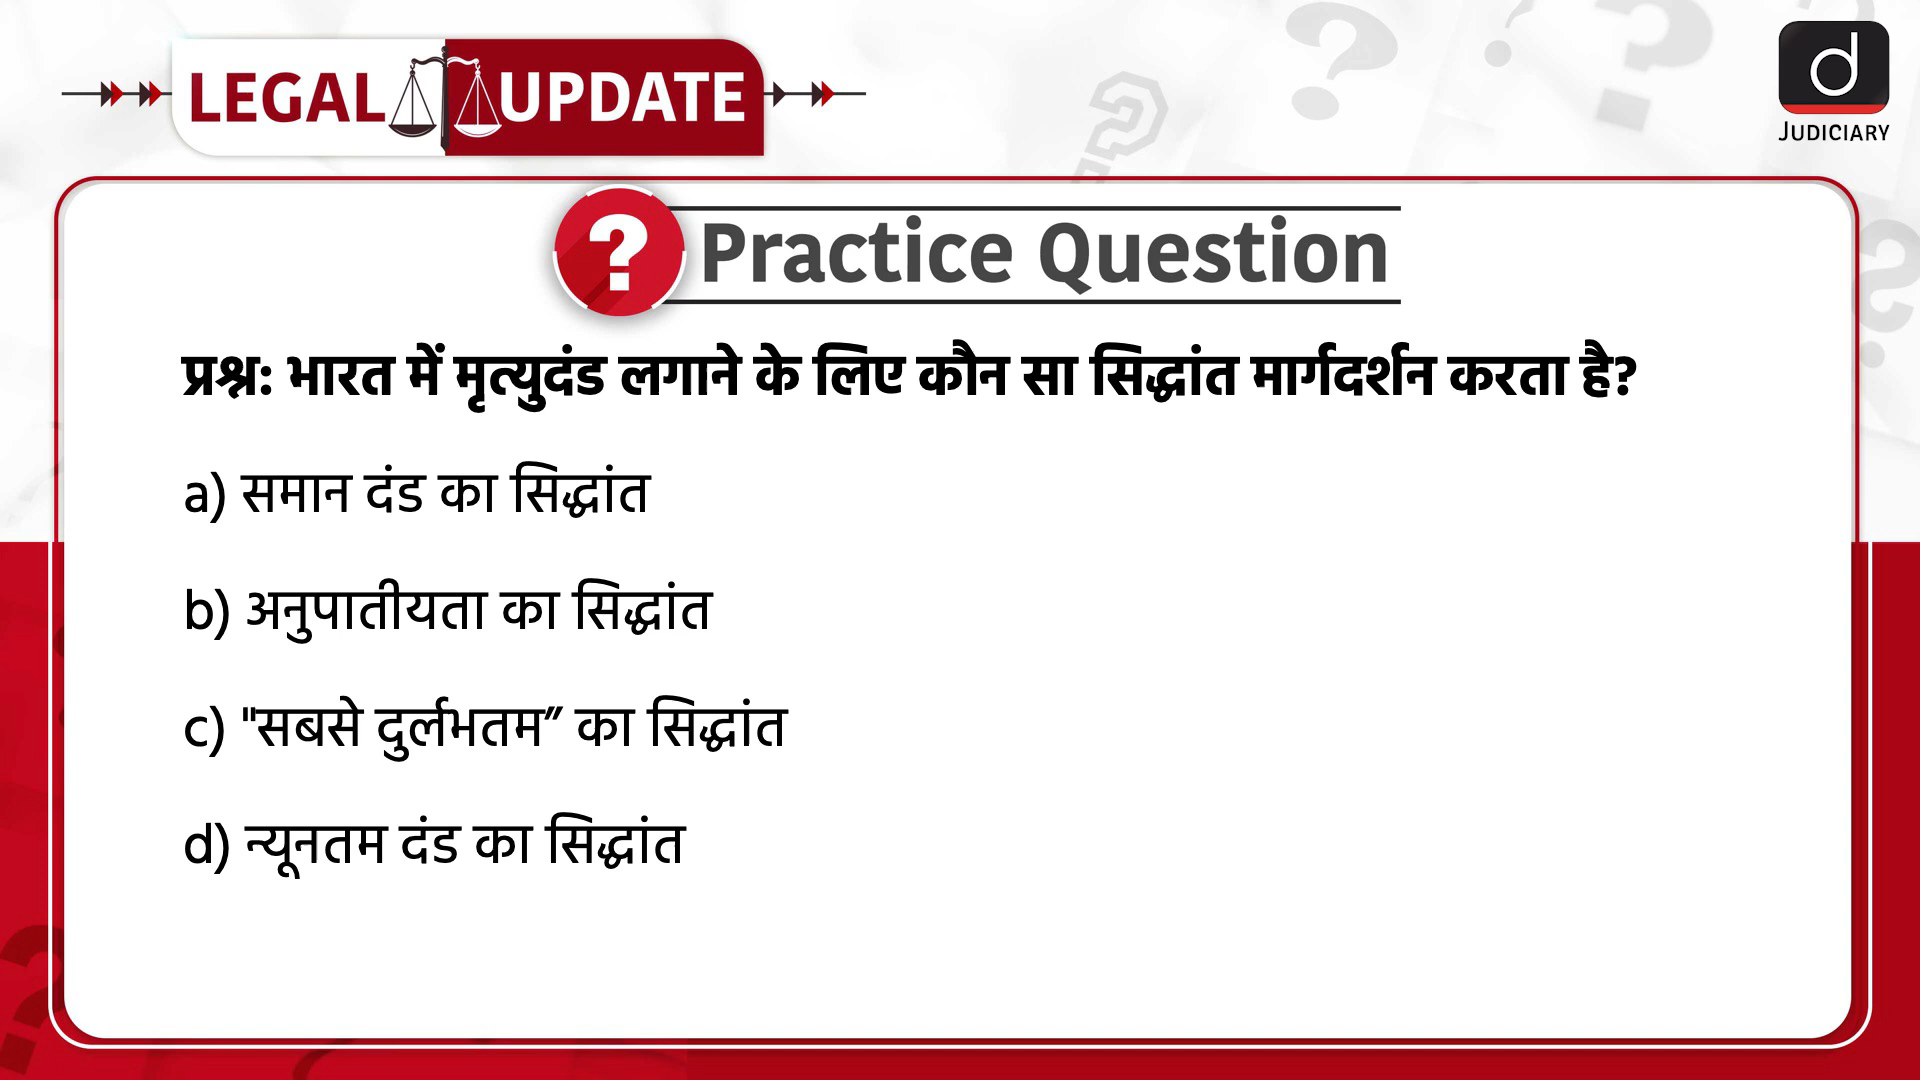 LEGAL UPDATE
d
JUDICIARY
? Practice Question
प्रश्न: भारत में मृत्युदंड लगाने के लिए कौन सा सिद्धांत मार्गदर्शन करता है?
a) समान दंड का सिद्धांत
b) अनुपातीयता का सिद्धांत
c) "सबसे दुर्लभतम” का सिद्धांत
d) न्यूनतम दंड का सिद्धांत